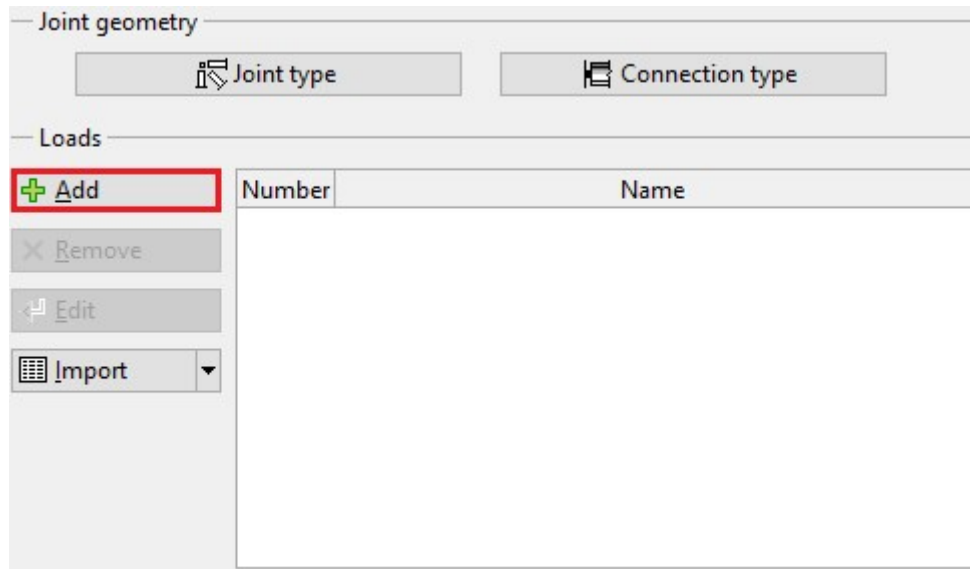 Joint geometry
Joint type Connection type
Loads
Add Number Name
Remove
Edit
Import